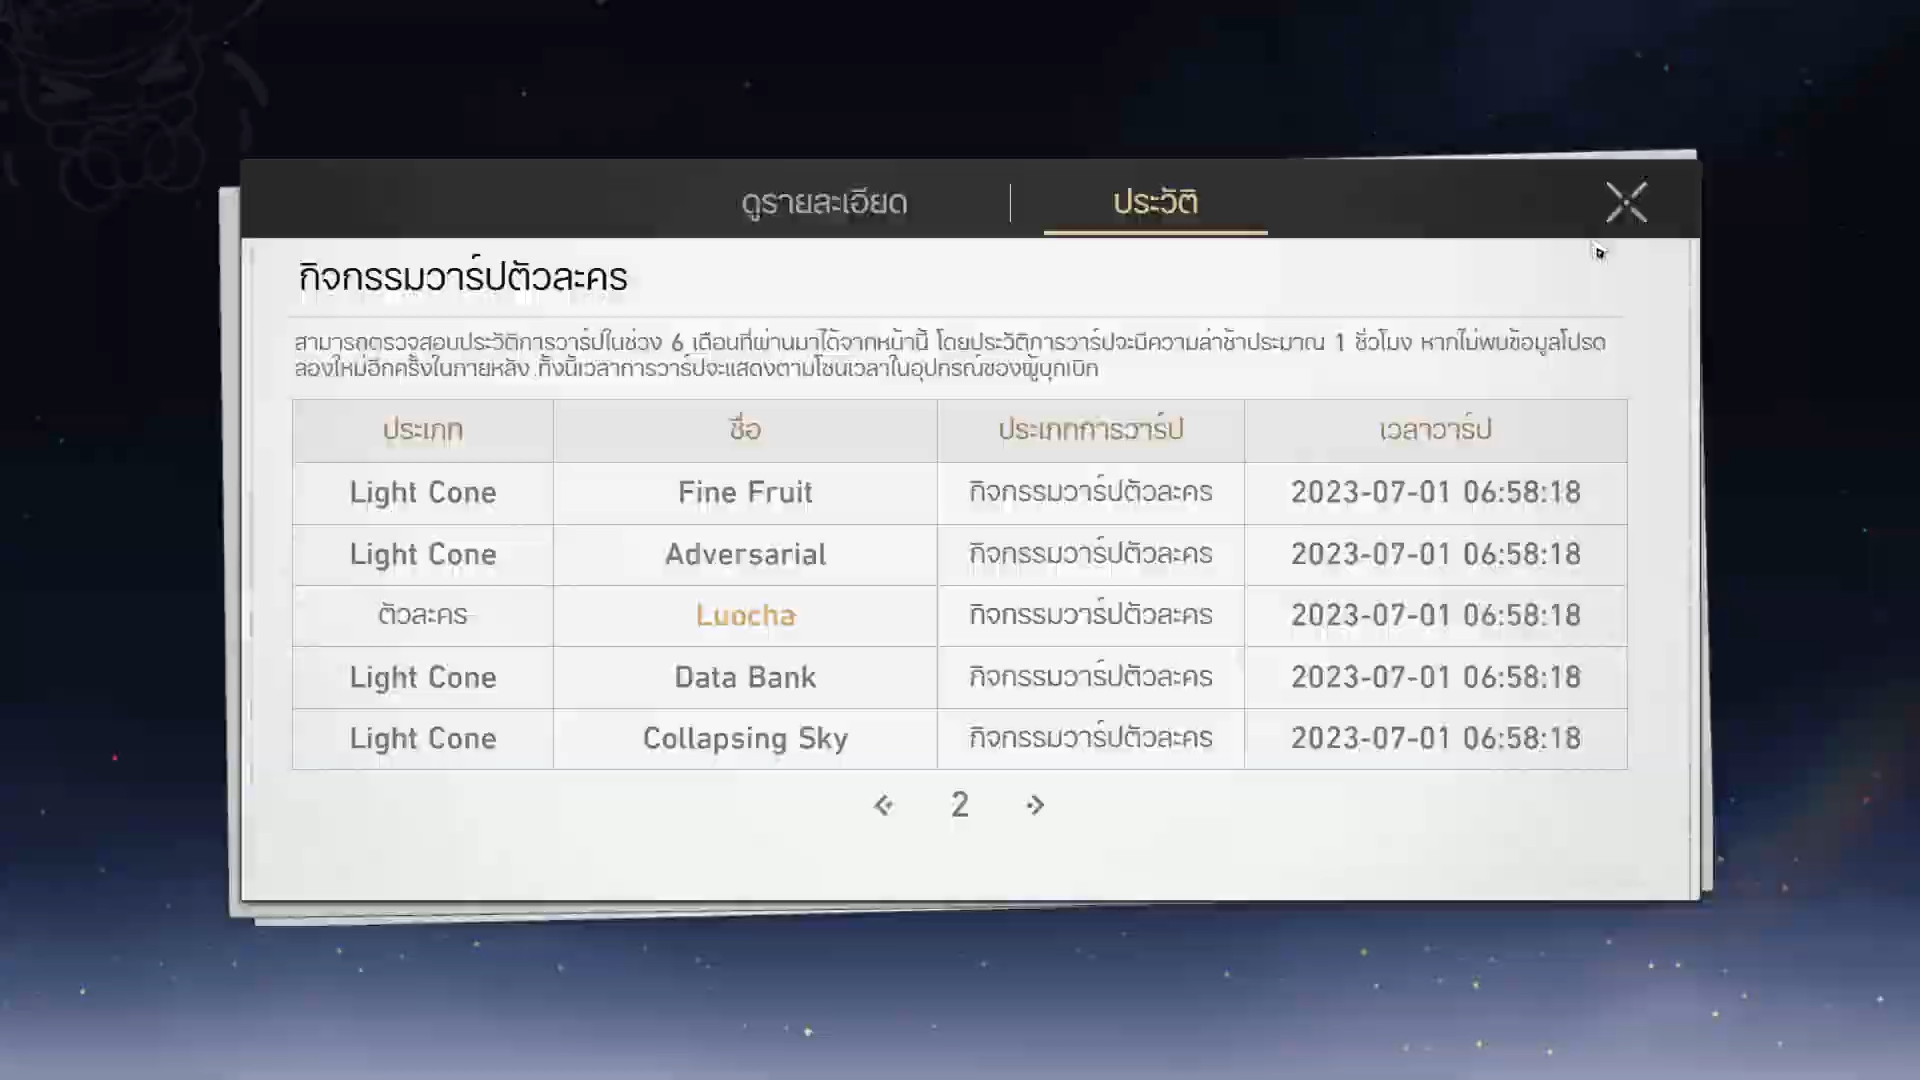 ดูรายละเอียด ประวัติ
กิจกรรมวาร์ปตัวละคร
สามารถตรวจสอบประวัติการวาร์ปในช่วง 6 เดือนที่ผ่านมาได้จากหน้านี้ โดยประวัติการวาร์ปจะมีความล่าช้าประมาณ 1 ชั่วโมง หากไม่พบข้อมูลโปรด
ลองใหม่อีกครั้งในภายหลัง ทั้งนี้เวลาการวาร์ปจะแสดงตามโซนเวลาในอุปกรณ์ของผู้บุกเบิก
ประเภท ชื่อ ประเภทการวาร์ป เวลาวาร์ป
Light Cone Fine Fruit กิจกรรมวาร์ปตัวละคร 2023-07-01 06:58:18
Light Cone Adversarial กิจกรรมวาร์ปตัวละคร 2023-07-01 06:58:18
ตัวละคร Luocha กิจกรรมวาร์ปตัวละคร 2023-07-01 06:58:18
Light Cone Data Bank กิจกรรมวาร์ปตัวละคร 2023-07-01 06:58:18
Light Cone Collapsing Sky กิจกรรมวาร์ปตัวละคร 2023-07-01 06:58:18
2